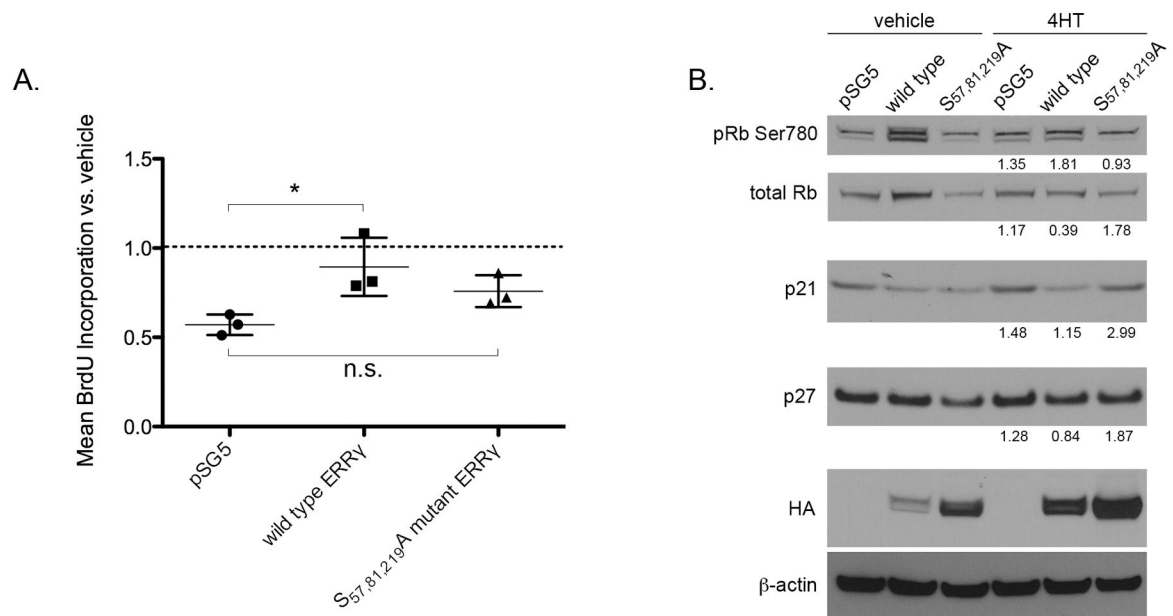 A.
Mean BrdU Incorporation vs. vehicle
1.5
1.0
0.5
0.0
*
n.s.
pSG5
wild type ERRγ
S57,81,219A mutant ERRγ
B.
vehicle 4HT
pSG5 wild type S57,81,219A pSG5 wild type S57,81,219A
pRb Ser780
1.35 1.81 0.93
total Rb
1.17 0.39 1.78
p21
1.48 1.15 2.99
p27
1.28 0.84 1.87
HA
β-actin